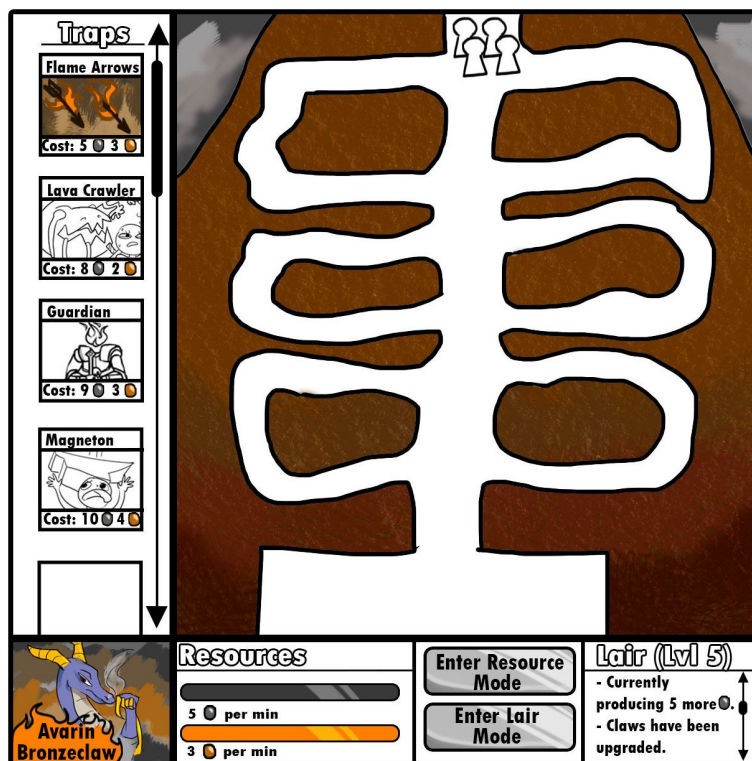 Traps
Flame Arrows
Cost: 5 3
Lava Crawler
Cost: 8 2
Guardian
Cost: 9 3
Magneton
Cost: 10 4
Avarin
Bronzeclaw
Resources
5 per min
3 per min
Enter Resource
Mode
Enter Lair
Mode
Lair (Lvl 5)
- Currently
producing 5 more .
- Claws have been
upgraded.